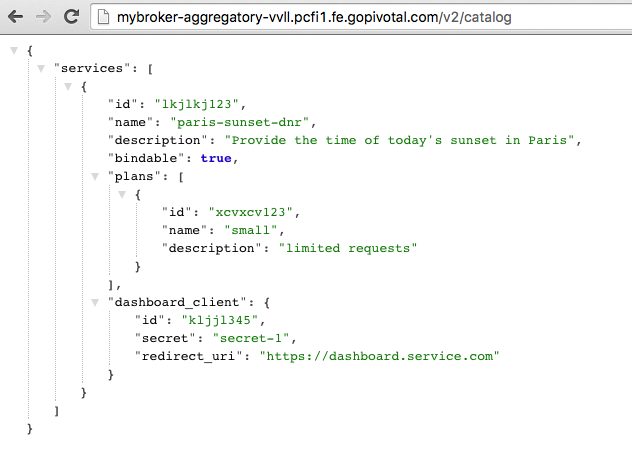 mybroker-aggregatory-vvll.pcfi1.fe.gopivotal.com/v2/catalog
{
"services": [
{
"id": "lkjlkj123",
"name": "paris-sunset-dnr",
"description": "Provide the time of today's sunset in Paris",
"bindable": true,
"plans": [
{
"id": "xcvxcv123",
"name": "small",
"description": "limited requests"
}
],
"dashboard_client": {
"id": "kljjl345",
"secret": "secret-1",
"redirect_uri": "https://dashboard.service.com"
}
}
]
}